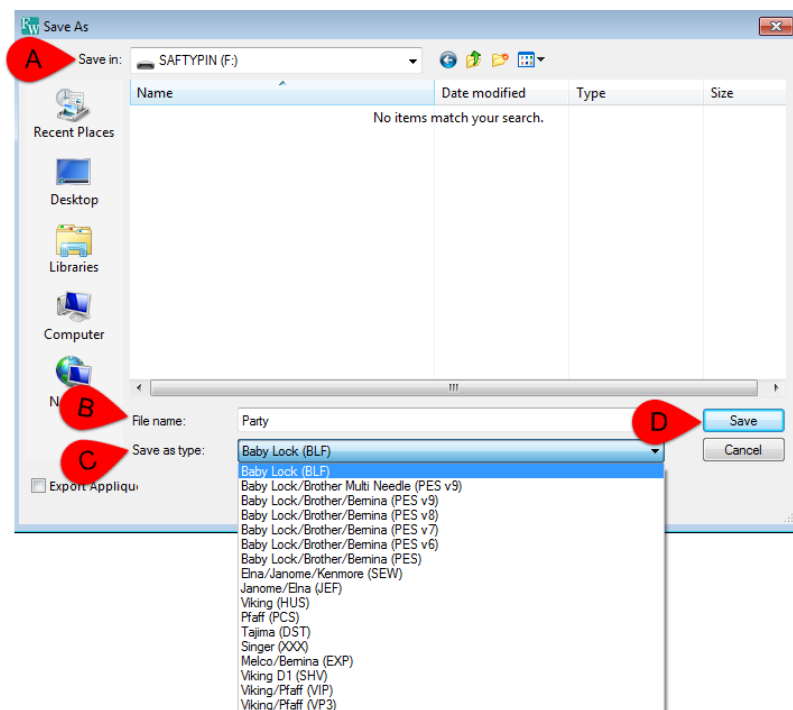 Save As
A
Save in:
SAFTYPIN (F:)
Name
Date modified
Type
Size
No items match your search.
Recent Places
Desktop
Libraries
Computer
N
B
File name:
Party
D
Save
C
Save as type:
Baby Lock (BLF)
Cancel
Export Appliqu
Baby Lock (BLF)
Baby Lock/Brother Multi Needle (PES v9)
Baby Lock/Brother/Bernina (PES v9)
Baby Lock/Brother/Bernina (PES v8)
Baby Lock/Brother/Bernina (PES v7)
Baby Lock/Brother/Bernina (PES v6)
Baby Lock/Brother/Bernina (PES)
Elna/Janome/Kenmore (SEW)
Janome/Elna (JEF)
Viking (HUS)
Pfaff (PCS)
Tajima (DST)
Singer (XXX)
Melco/Bernina (EXP)
Viking D1 (SHV)
Viking/Pfaff (VIP)
Viking/Pfaff (VP3)